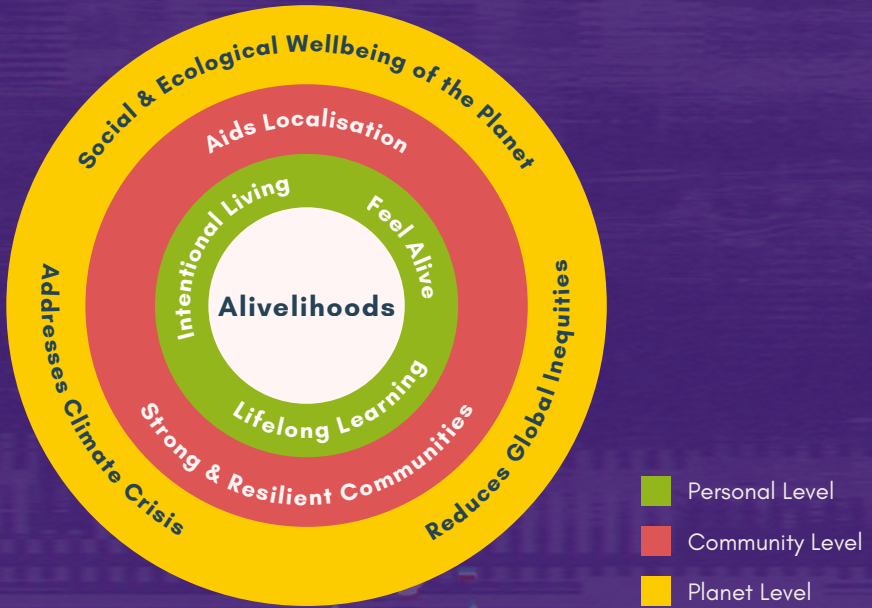 Social & Ecological Wellbeing of the Planet
Aids Localisation
Intentional Living
Feel Alive
Alivelihoods
Lifelong Learning
Strong & Resilient Communities
Addresses Climate Crisis
Reduces Global Inequities
Personal Level
Community Level
Planet Level